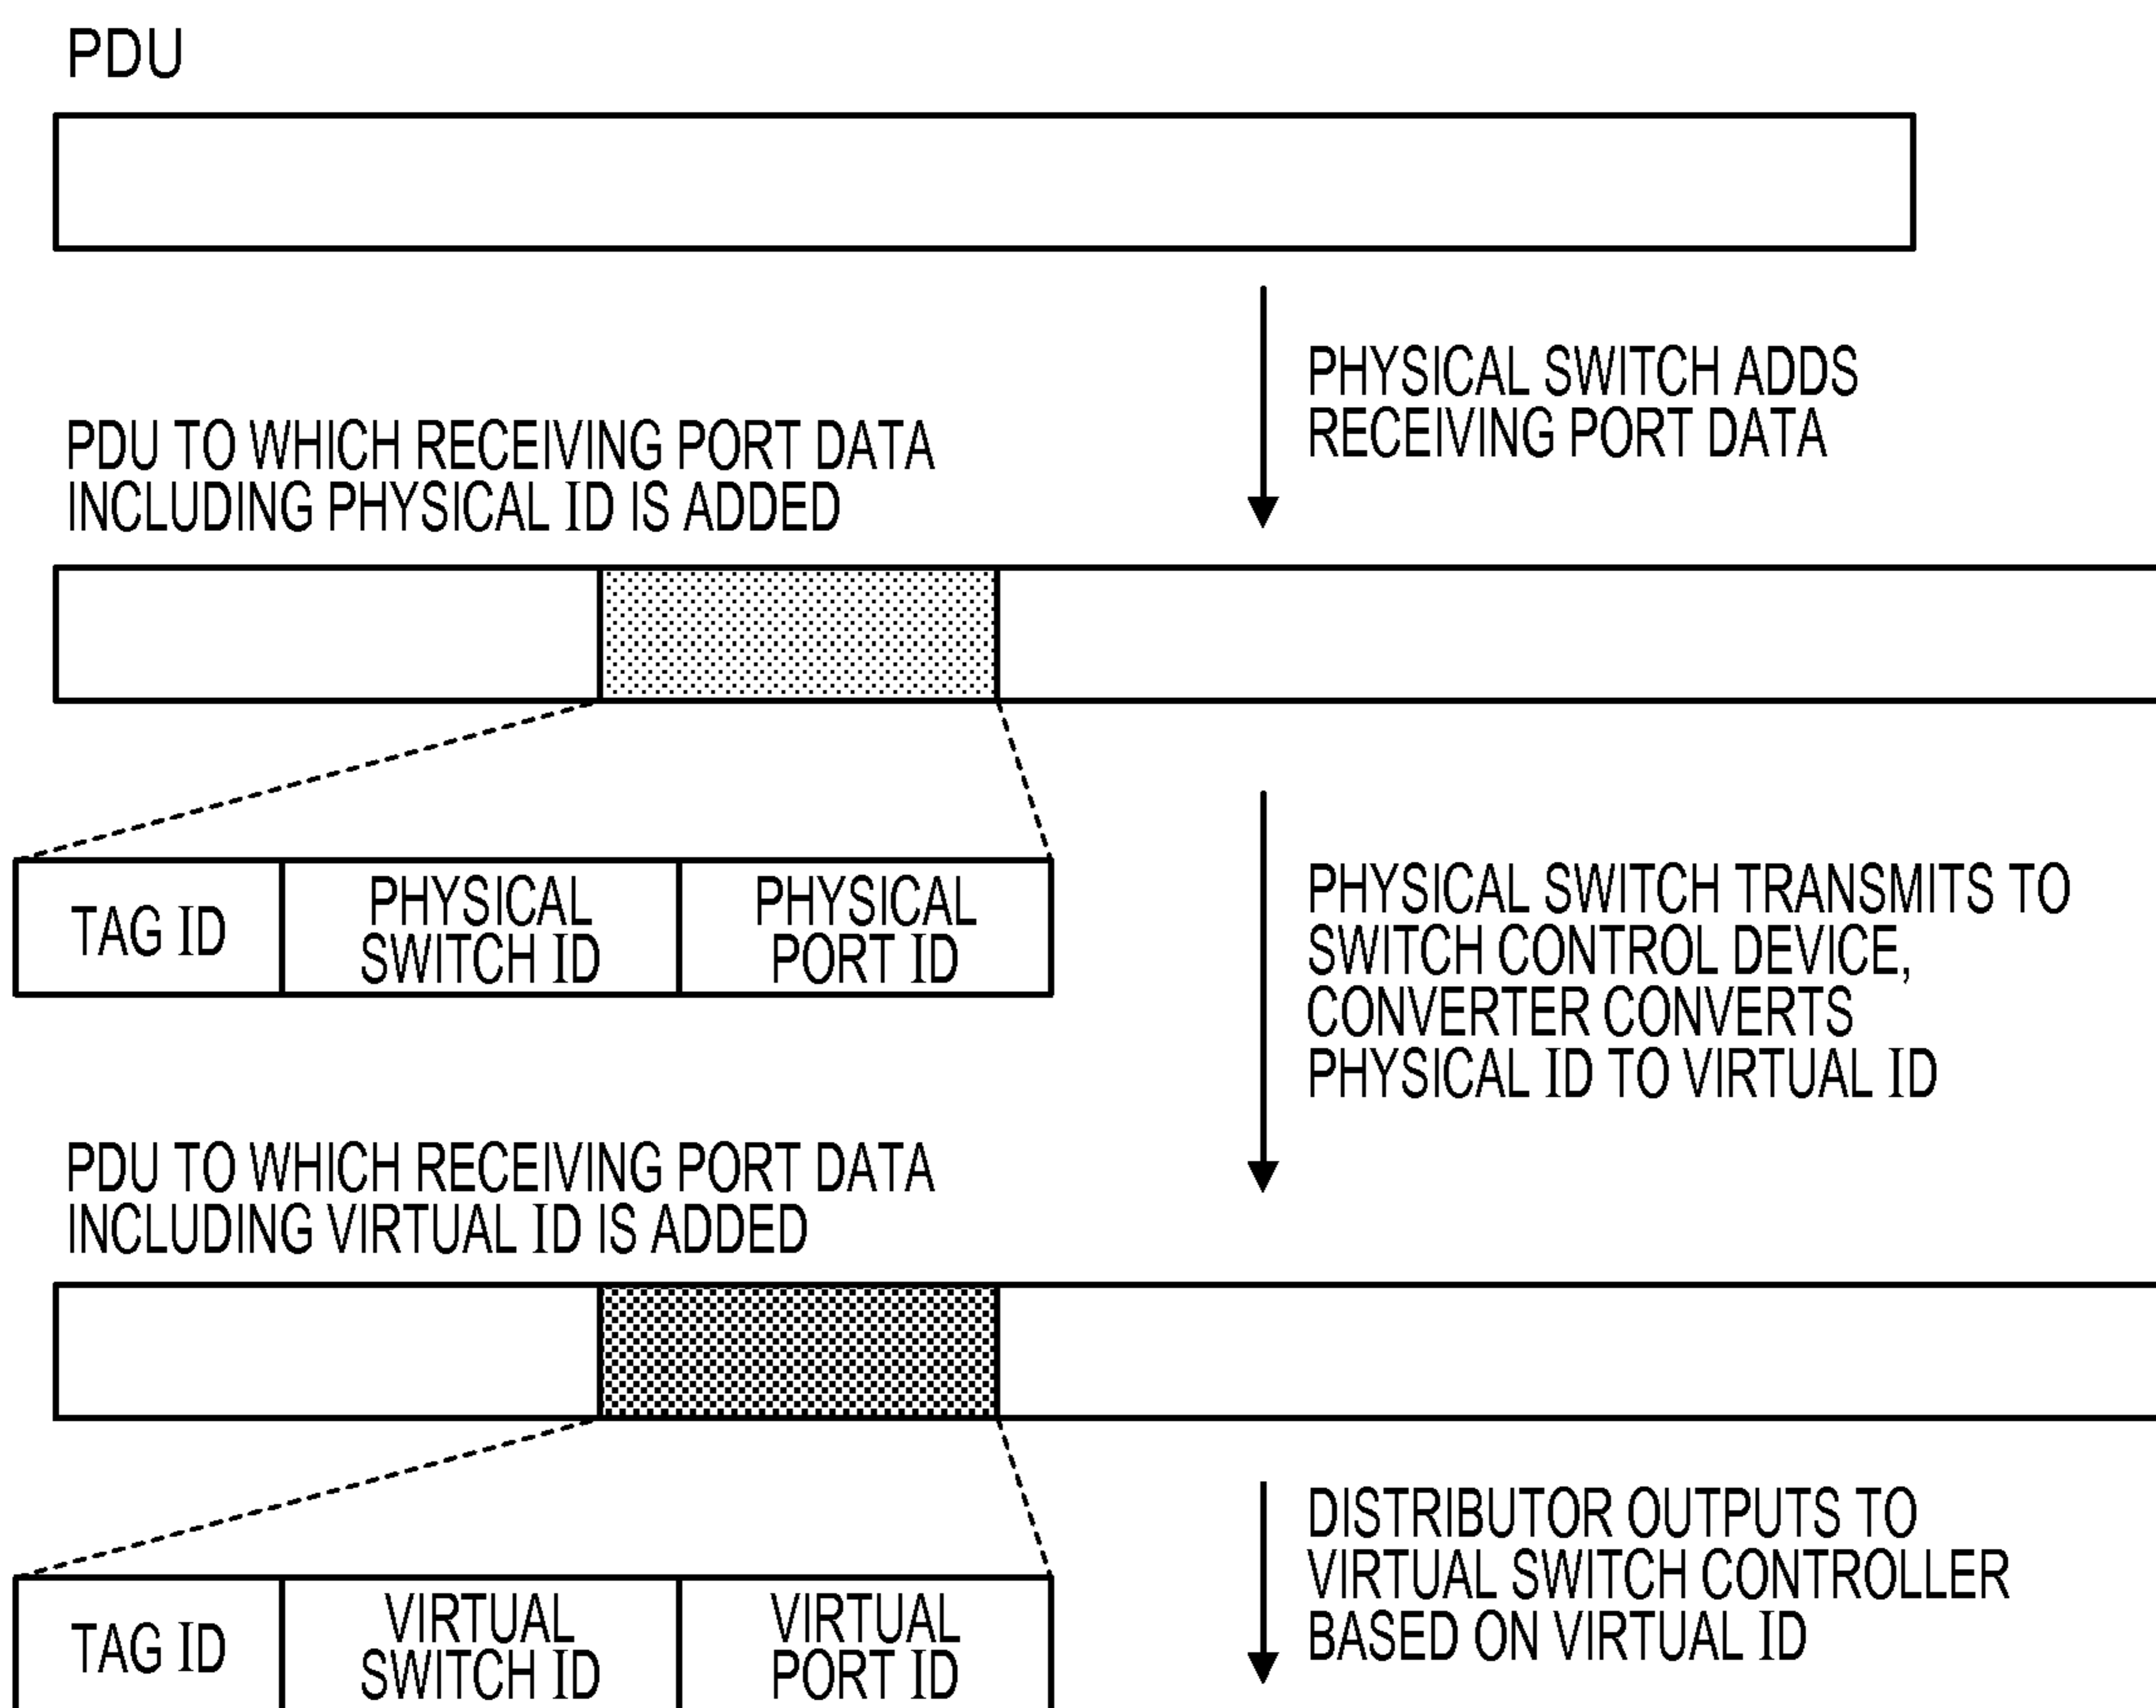 PDU
PHYSICAL SWITCH ADDS
RECEIVING PORT DATA
PDU TO WHICH RECEIVING PORT DATA
INCLUDING PHYSICAL ID IS ADDED
TAG ID
PHYSICAL
SWITCH ID
PHYSICAL
PORT ID
PHYSICAL SWITCH TRANSMITS TO
SWITCH CONTROL DEVICE,
CONVERTER CONVERTS
PHYSICAL ID TO VIRTUAL ID
PDU TO WHICH RECEIVING PORT DATA
INCLUDING VIRTUAL ID IS ADDED
TAG ID
VIRTUAL
SWITCH ID
VIRTUAL
PORT ID
DISTRIBUTOR OUTPUTS TO
VIRTUAL SWITCH CONTROLLER
BASED ON VIRTUAL ID